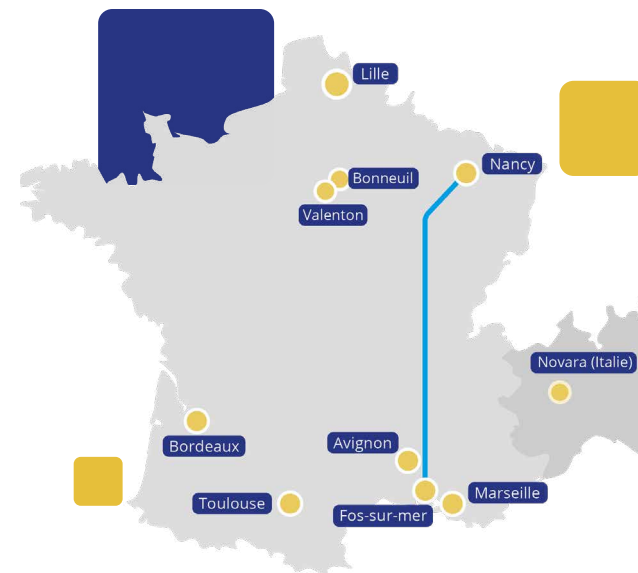 Lille
Nancy
Bonneuil
Valenton
Novara (Italie)
Bordeaux
Avignon
Toulouse
Marseille
Fos-sur-mer